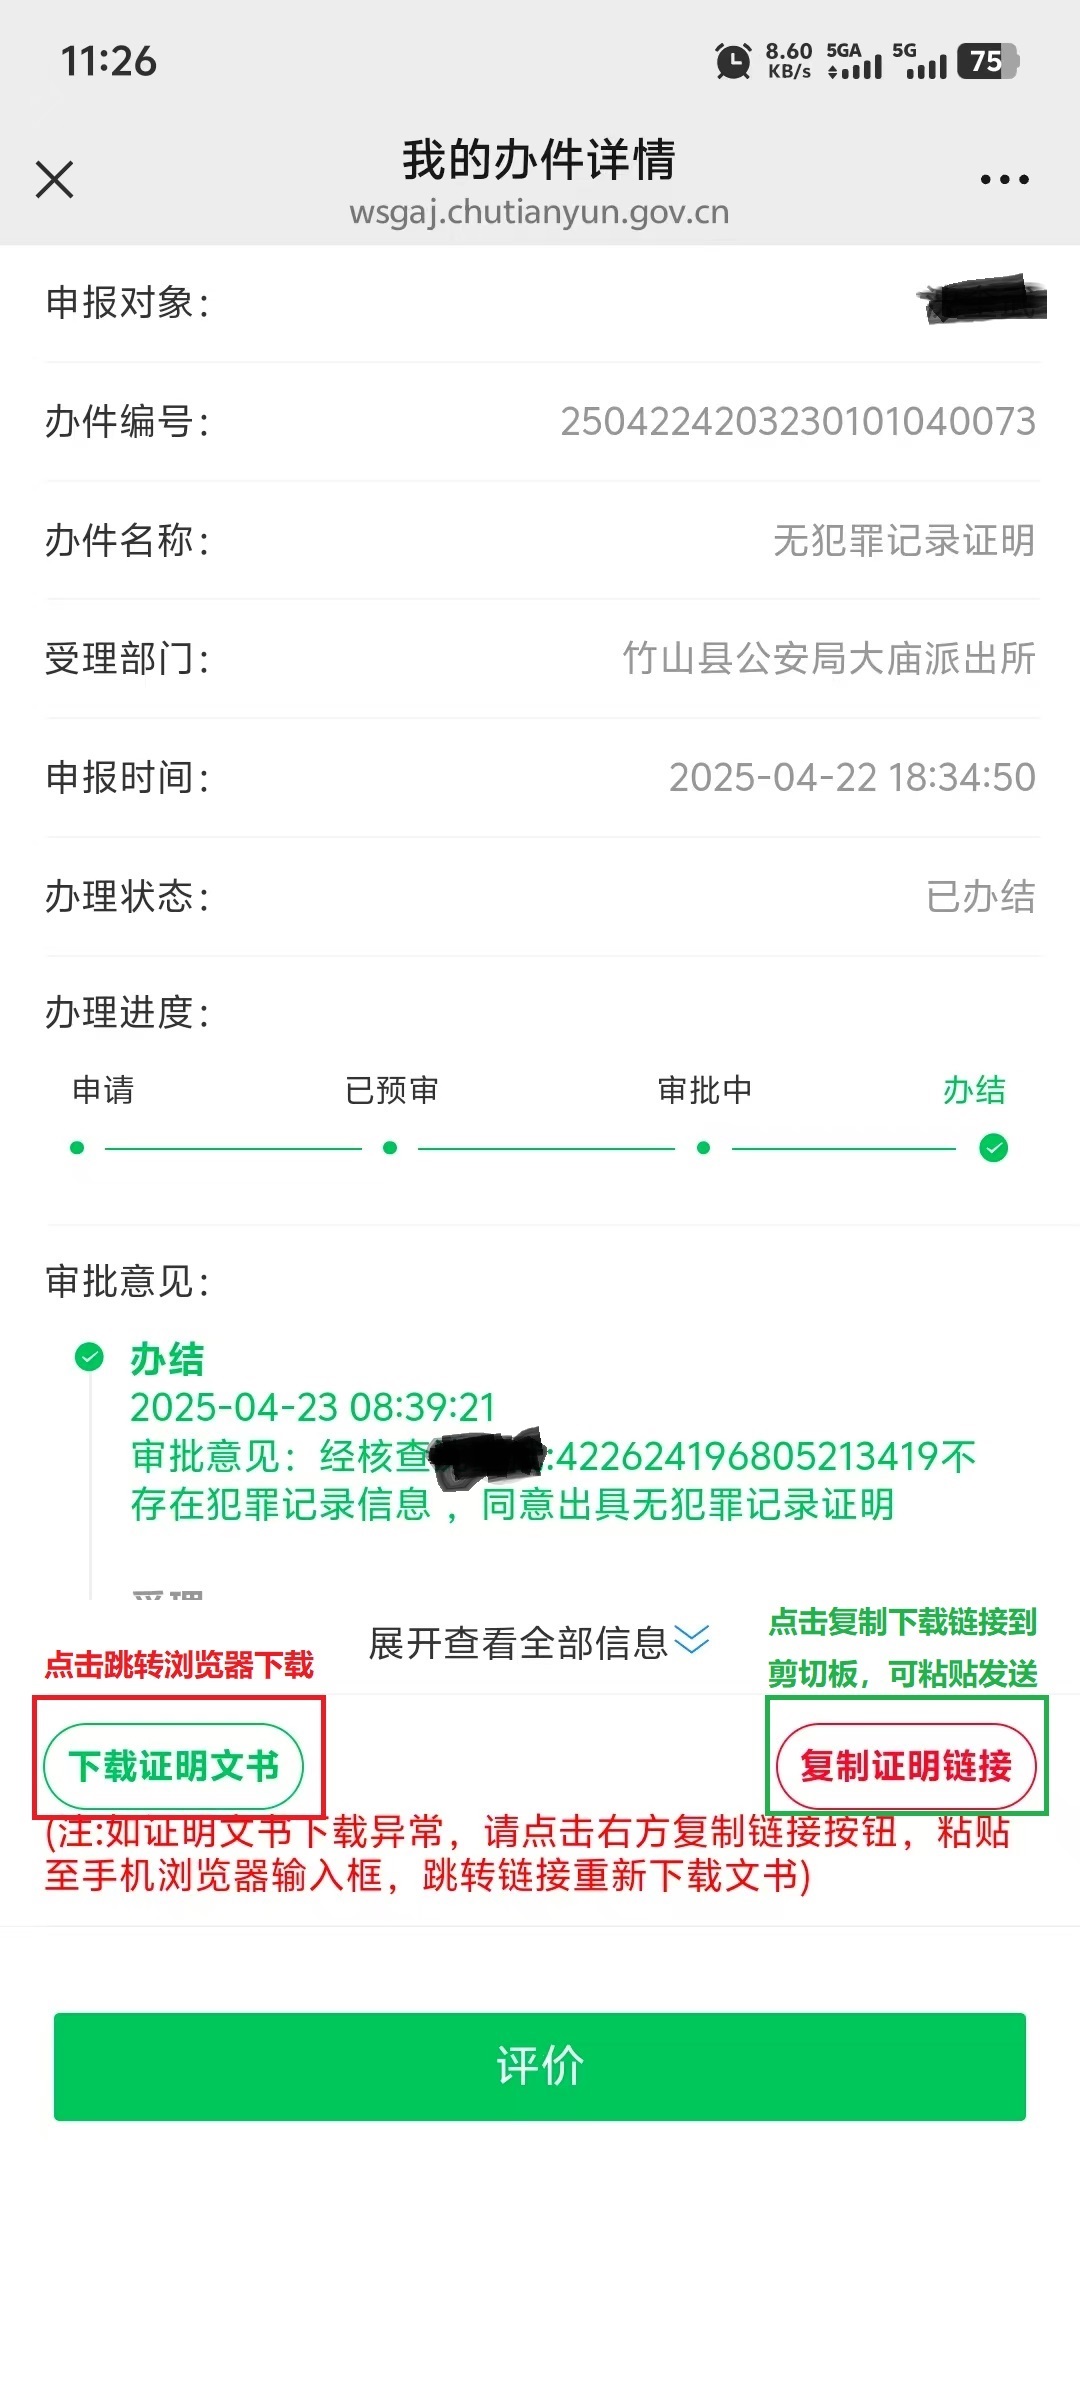 11:26
8.60 KB/s 5GA 5G 75
我的办件详情
wsgaj.chutianyun.gov.cn
申报对象：
办件编号： 2504224203230101040073
办件名称： 无犯罪记录证明
受理部门： 竹山县公安局大庙派出所
申报时间： 2025-04-22 18:34:50
办理状态： 已办结
办理进度：
申请 已预审 审批中 办结
审批意见：
办结
2025-04-23 08:39:21
审批意见：经核查:422624196805213419不
存在犯罪记录信息，同意出具无犯罪记录证明
受理
展开查看全部信息
点击跳转浏览器下载
点击复制下载链接到
剪切板，可粘贴发送
下载证明文书
复制证明链接
(注:如证明文书下载异常，请点击右方复制链接按钮，粘贴
至手机浏览器输入框，跳转链接重新下载文书)
评价